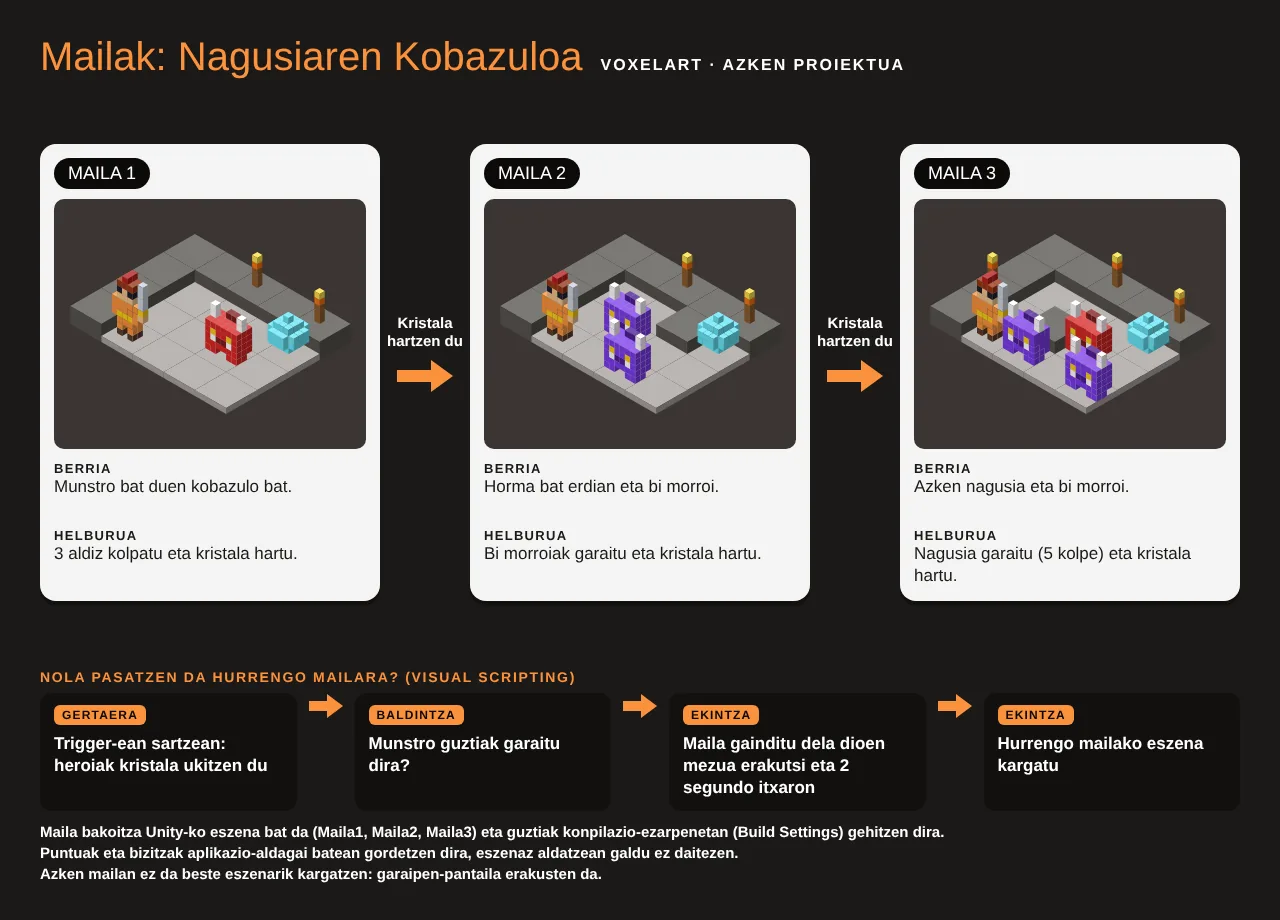 Mailak: Nagusiaren Kobazuloa VOXELART · AZKEN PROIEKTUA
MAILA 1
BERRIA
Munstro bat duen kobazulo bat.
HELBURUA
3 aldiz kolpatu eta kristala hartu.
Kristala
hartzen du
MAILA 2
BERRIA
Horma bat erdian eta bi morroi.
HELBURUA
Bi morroiak garaitu eta kristala hartu.
Kristala
hartzen du
MAILA 3
BERRIA
Azken nagusia eta bi morroi.
HELBURUA
Nagusia garaitu (5 kolpe) eta kristala
hartu.
NOLA PASATZEN DA HURRENGO MAILARA? (VISUAL SCRIPTING)
GERTAERA
Trigger-ean sartzean:
heroiak kristala ukitzen du
BALDINTZA
Munstro guztiak garaitu
dira?
EKINTZA
Maila gainditu dela dioen
mezua erakutsi eta 2
segundo itxaron
EKINTZA
Hurrengo mailako eszena
kargatu
Maila bakoitza Unity-ko eszena bat da (Maila1, Maila2, Maila3) eta guztiak konpilazio-ezarpenetan (Build Settings) gehitzen dira.
Puntuak eta bizitzak aplikazio-aldagai batean gordetzen dira, eszenaz aldatzean galdu ez daitezen.
Azken mailan ez da beste eszenarik kargatzen: garaipen-pantaila erakusten da.